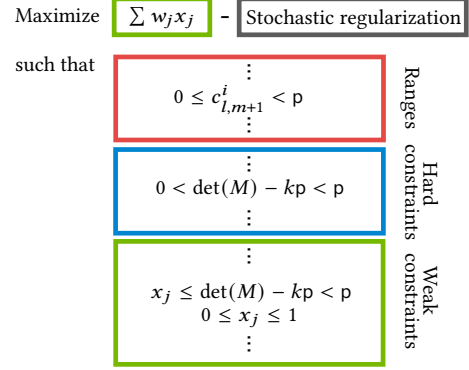 Maximize ∑ w_j x_j - Stochastic regularization
such that
⋮
0 ≤ c^i_{l,m+1} < p
⋮
Ranges
⋮
0 < det(M) − kp < p
⋮
Hard
constraints
⋮
x_j ≤ det(M) − kp < p
0 ≤ x_j ≤ 1
⋮
Weak
constraints